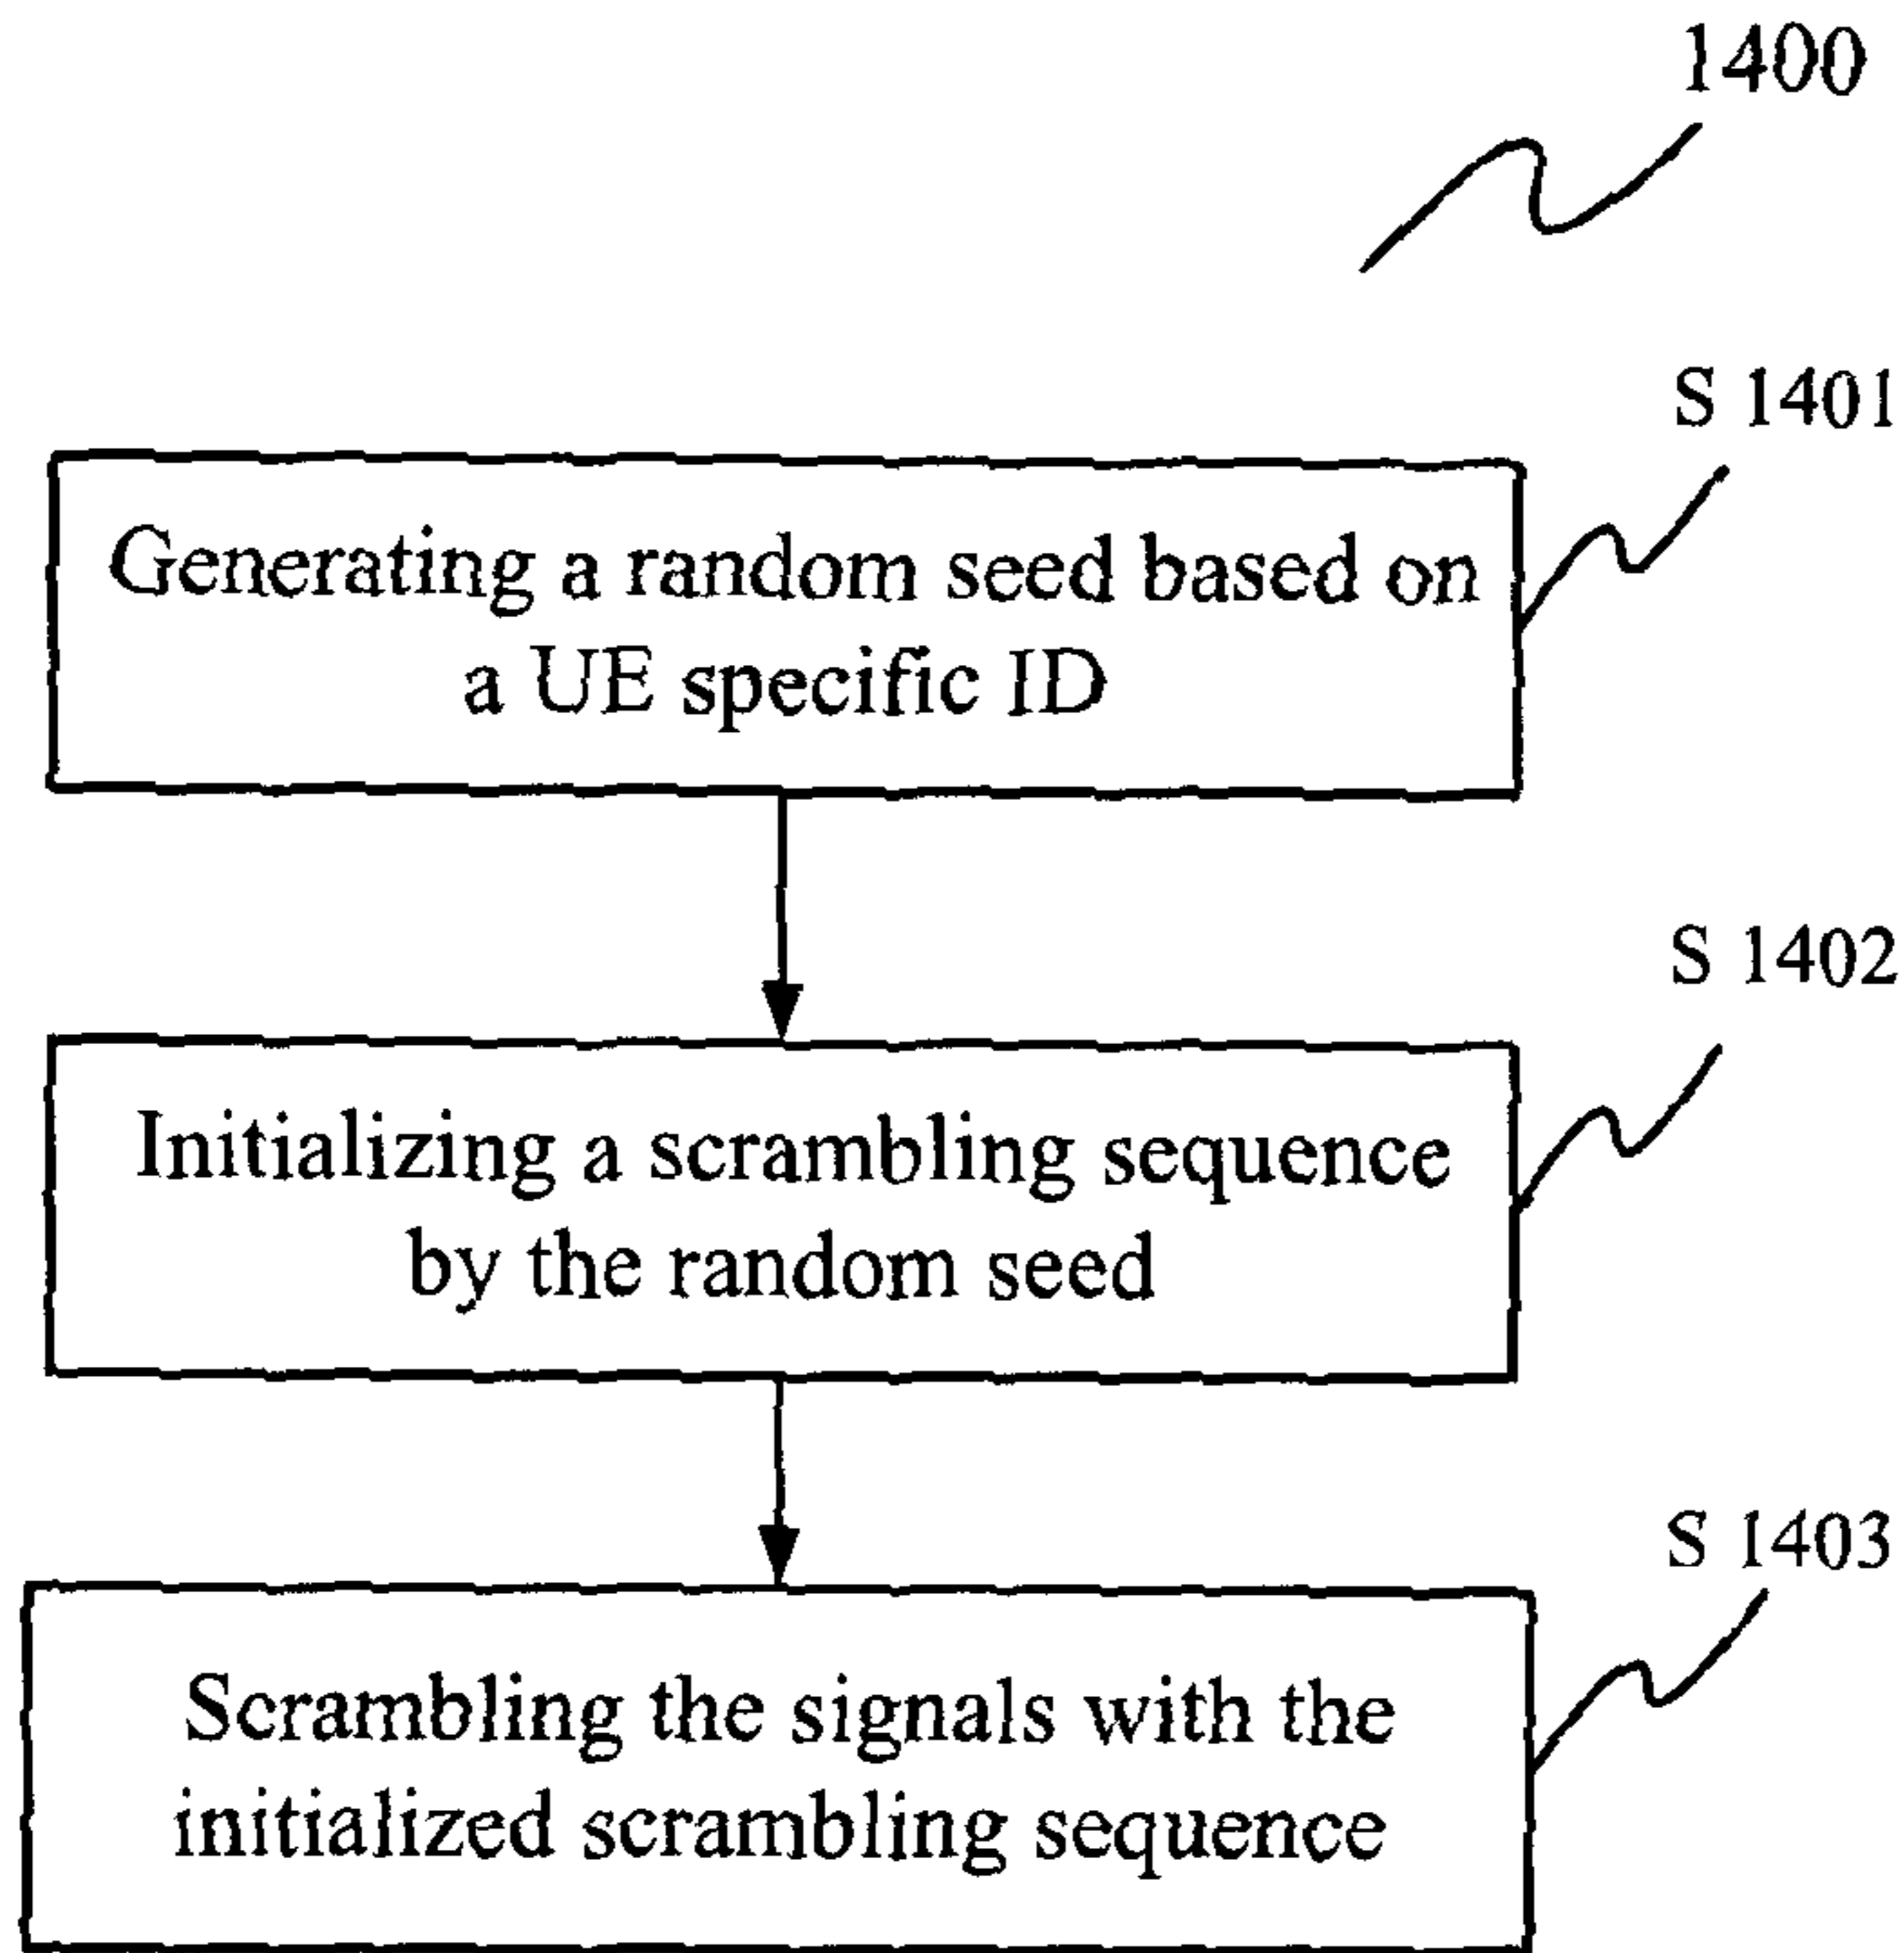 1400
S 1401
Generating a random seed based on
a UE specific ID
S 1402
Initializing a scrambling sequence
by the random seed
S 1403
Scrambling the signals with the
initialized scrambling sequence